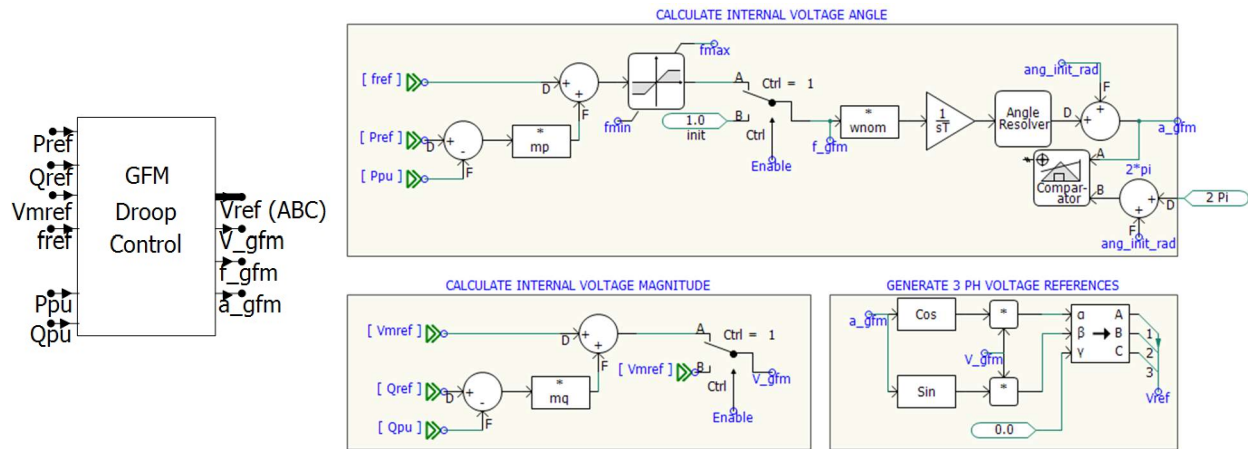 Pref
Qref
Vmref
fref
Ppu
Qpu
GFM
Droop
Control
Vref (ABC)
V_gfm
f_gfm
a_gfm
CALCULATE INTERNAL VOLTAGE ANGLE
[ fref ]
D
+
+
F
fmax
fmin
A
Ctrl = 1
B
Ctrl
1.0
init
Enable
[ Pref ]
D
+
-
F
*
mp
[ Ppu ]
f_gfm
*
wnom
1
sT
Angle
Resolver
ang_init_rad
D
+
+
F
a_gfm
A
B
Compar-
ator
2*pi
D
+
+
F
2 Pi
ang_init_rad
CALCULATE INTERNAL VOLTAGE MAGNITUDE
[ Vmref ]
D
+
+
F
A
Ctrl = 1
[ Vmref ]
B
Ctrl
V_gfm
Enable
[ Qref ]
D
+
-
F
*
mq
[ Qpu ]
GENERATE 3 PH VOLTAGE REFERENCES
a_gfm
Cos
*
V_gfm
Sin
*
0.0
α
β
γ
A
B
C
1
2
3
Vref